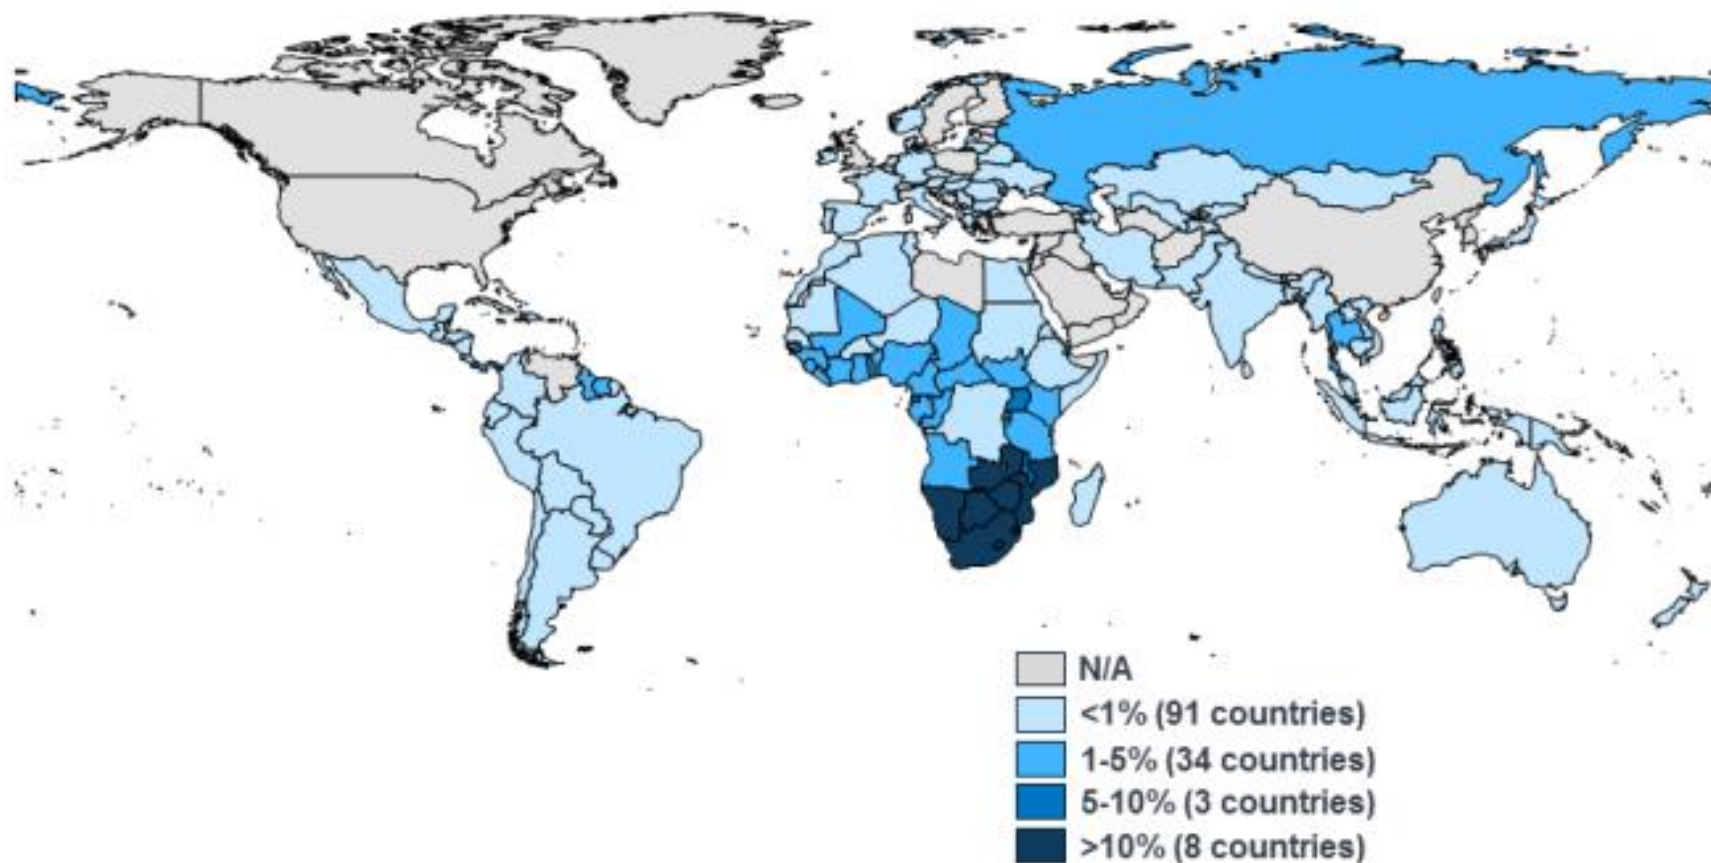 N/A
<1% (91 countries)
1-5% (34 countries)
5-10% (3 countries)
>10% (8 countries)